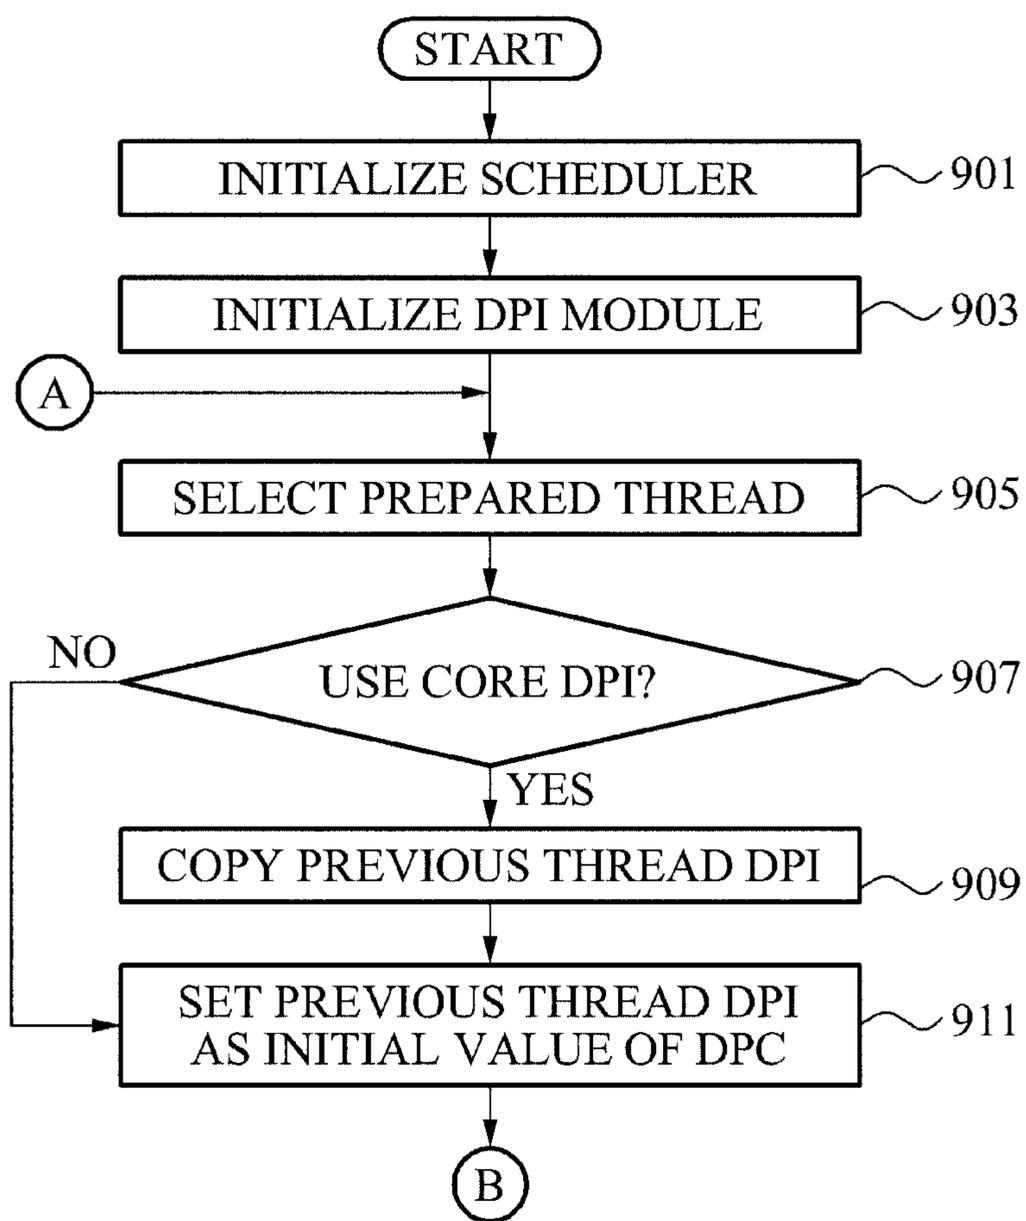 START
INITIALIZE SCHEDULER
901
INITIALIZE DPI MODULE
903
A
SELECT PREPARED THREAD
905
NO
USE CORE DPI?
907
YES
COPY PREVIOUS THREAD DPI
909
SET PREVIOUS THREAD DPI
AS INITIAL VALUE OF DPC
911
B